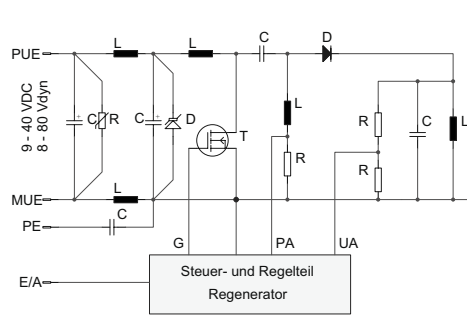 L L C D
PUE
9 - 40 VDC
8 - 80 Vdyn
+ C R C + D T L R C L
R R
MUE L
PE C
G PA UA
E/A
Steuer- und Regelteil
Regenerator